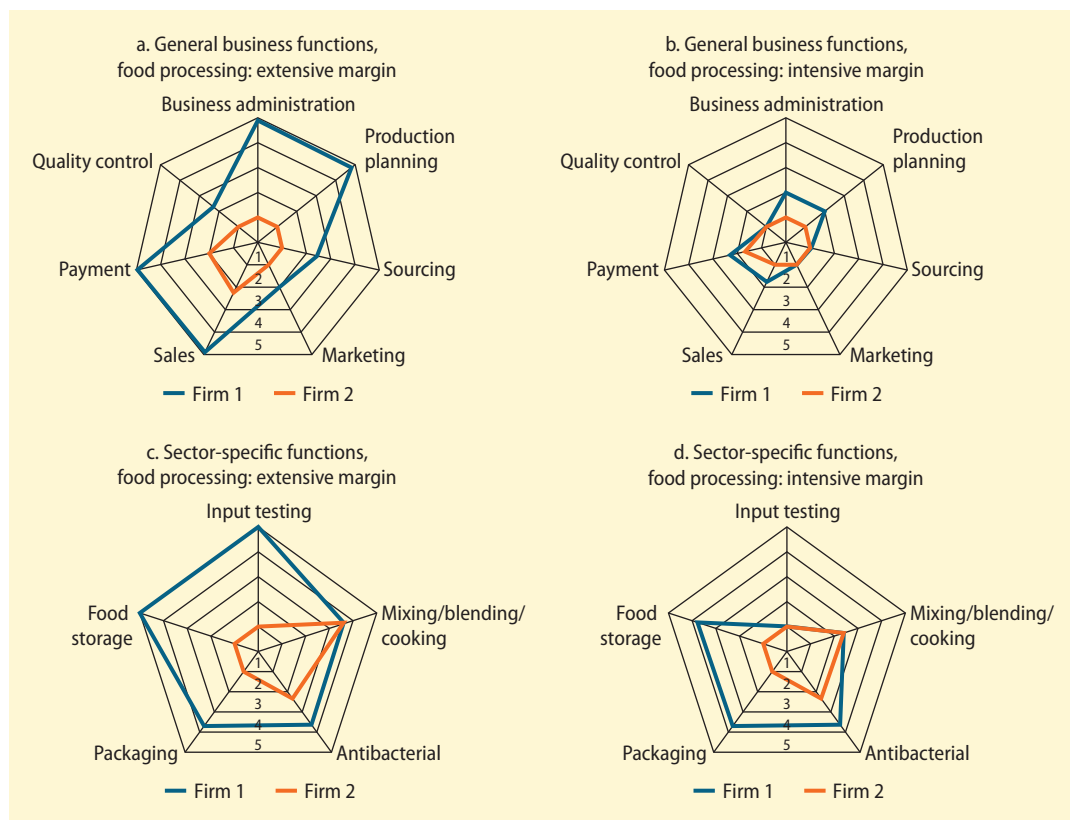 a. General business functions,
food processing: extensive margin
Business administration
Production
planning
Quality control
Payment
Sourcing
1
2
3
4
5
Sales
Marketing
Firm 1 Firm 2
b. General business functions,
food processing: intensive margin
Business administration
Production
planning
Quality control
Payment
Sourcing
1
2
3
4
5
Sales
Marketing
Firm 1 Firm 2
c. Sector-specific functions,
food processing: extensive margin
Input testing
Food
storage
Mixing/blending/
cooking
1
2
3
4
5
Packaging
Antibacterial
Firm 1 Firm 2
d. Sector-specific functions,
food processing: intensive margin
Input testing
Food
storage
Mixing/blending/
cooking
1
2
3
4
5
Packaging
Antibacterial
Firm 1 Firm 2